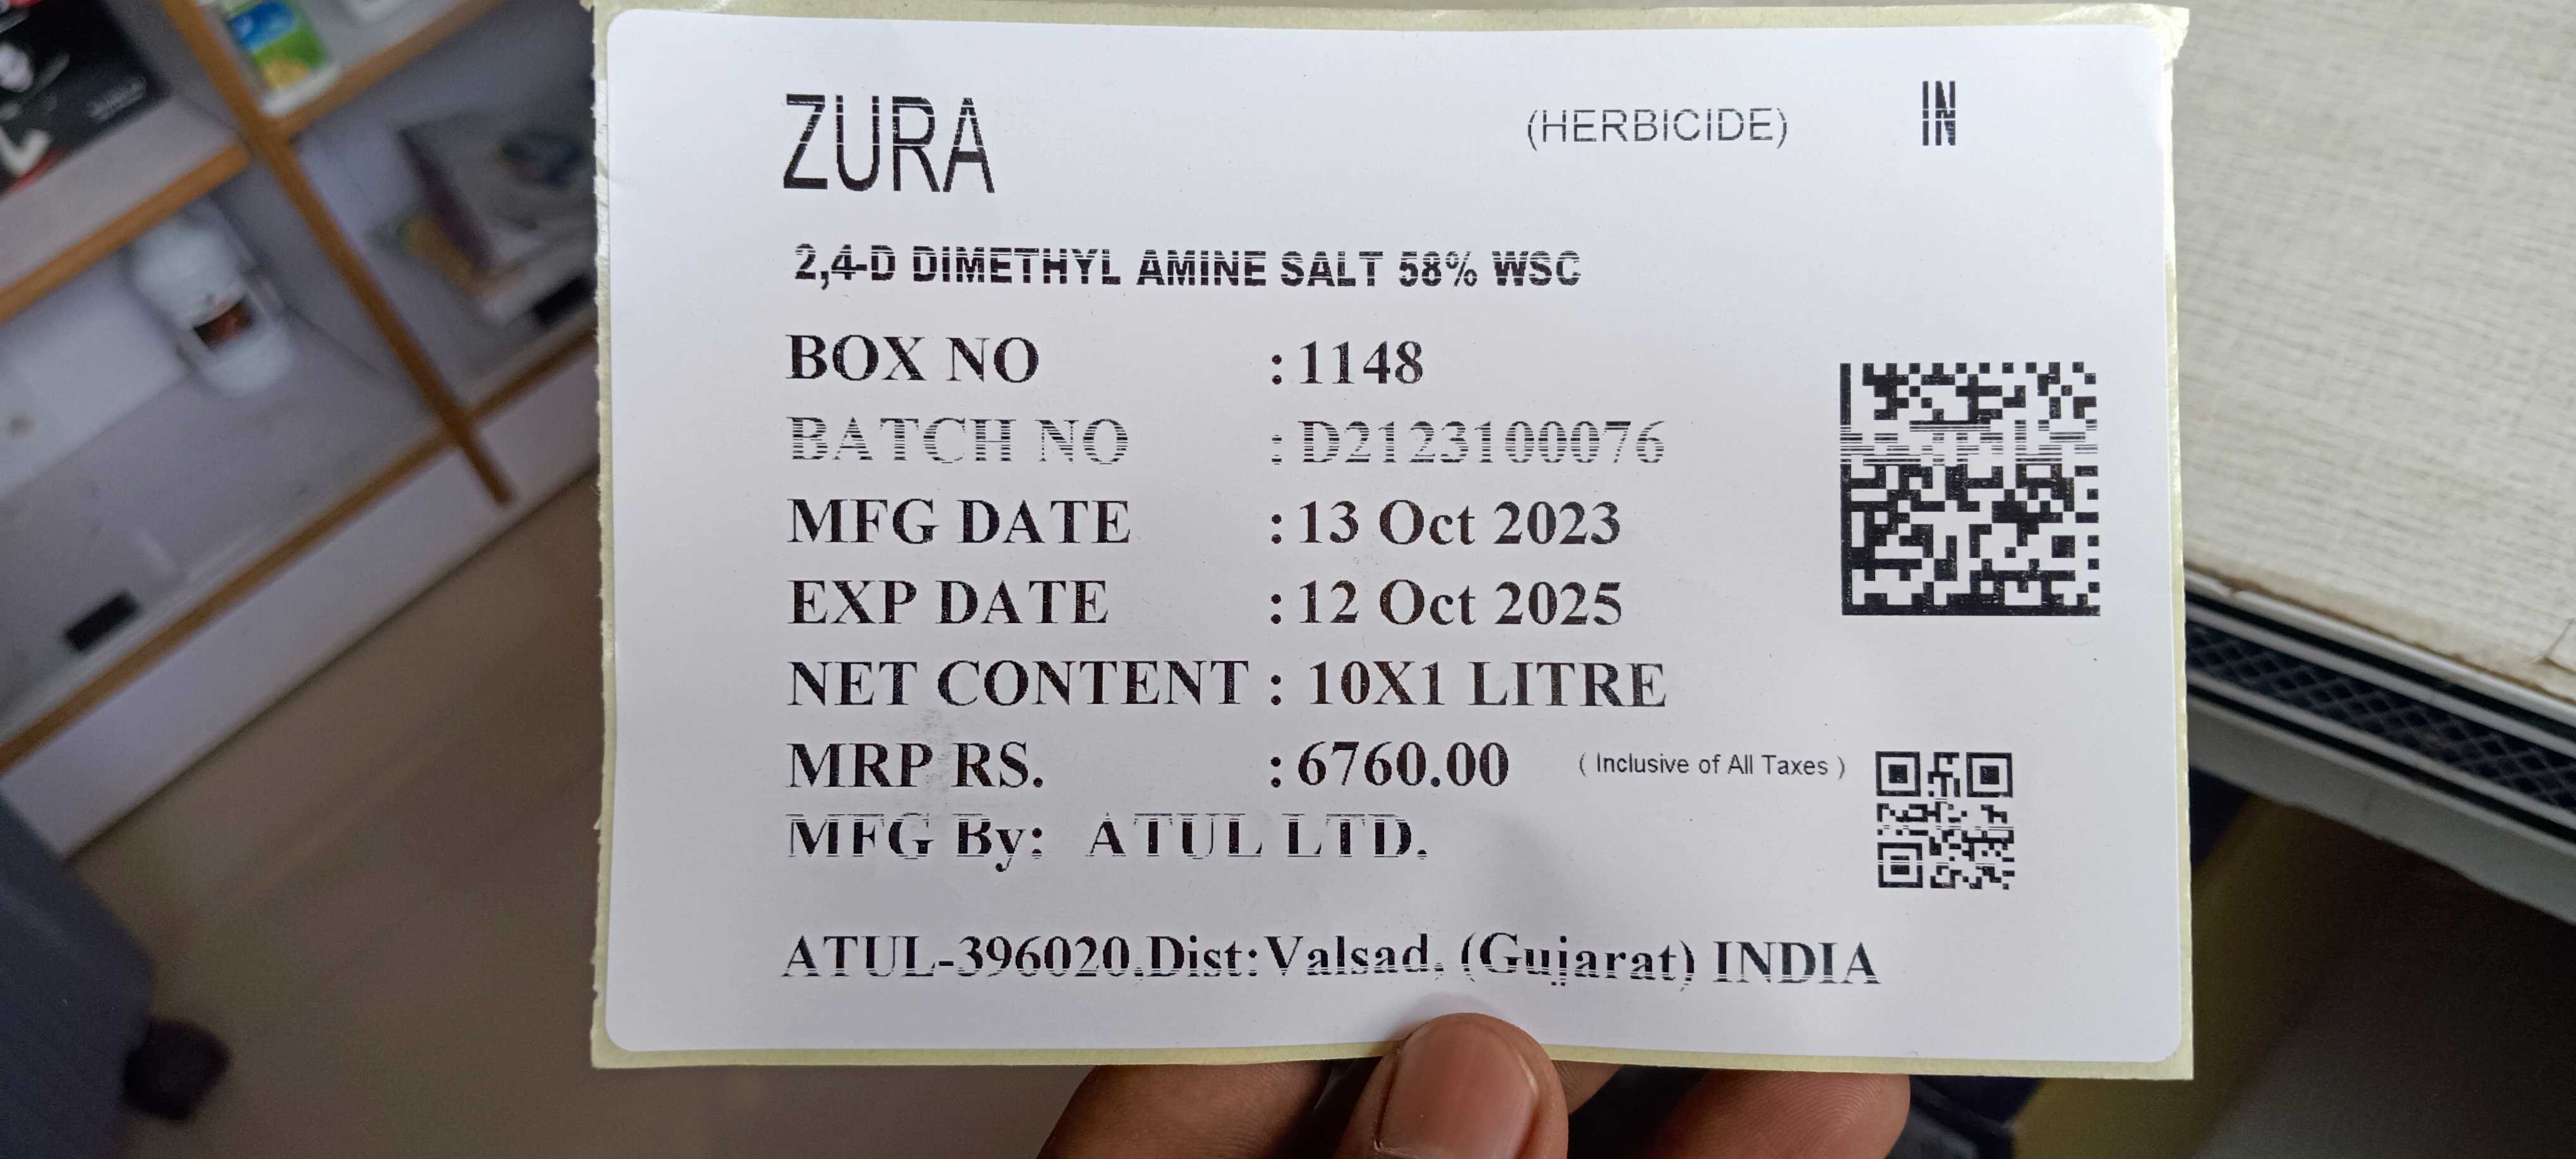 ZURA (HERBICIDE) IN
2,4-D DIMETHYL AMINE SALT 58% WSC
BOX NO : 1148
BATCH NO : D2123100076
MFG DATE : 13 Oct 2023
EXP DATE : 12 Oct 2025
NET CONTENT : 10X1 LITRE
MRP RS. : 6760.00 ( Inclusive of All Taxes )
MFG By: ATUL LTD.
ATUL-396020,Dist:Valsad, (Gujarat) INDIA